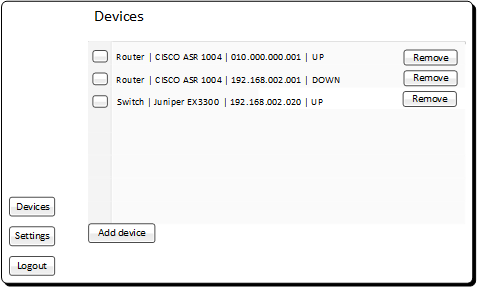 Devices
Router | CISCO ASR 1004 | 010.000.000.001 | UP Remove
Router | CISCO ASR 1004 | 192.168.002.001 | DOWN Remove
Switch | Juniper EX3300 | 192.168.002.020 | UP Remove
Devices
Add device
Settings
Logout